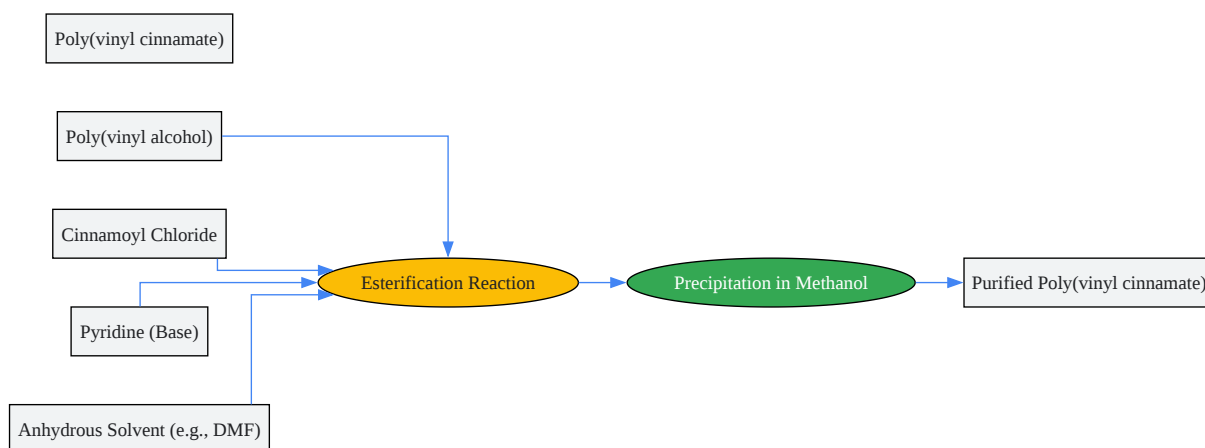 Poly(vinyl cinnamate)
Poly(vinyl alcohol)
Cinnamoyl Chloride
Esterification Reaction
Precipitation in Methanol
Purified Poly(vinyl cinnamate)
Pyridine (Base)
Anhydrous Solvent (e.g., DMF)